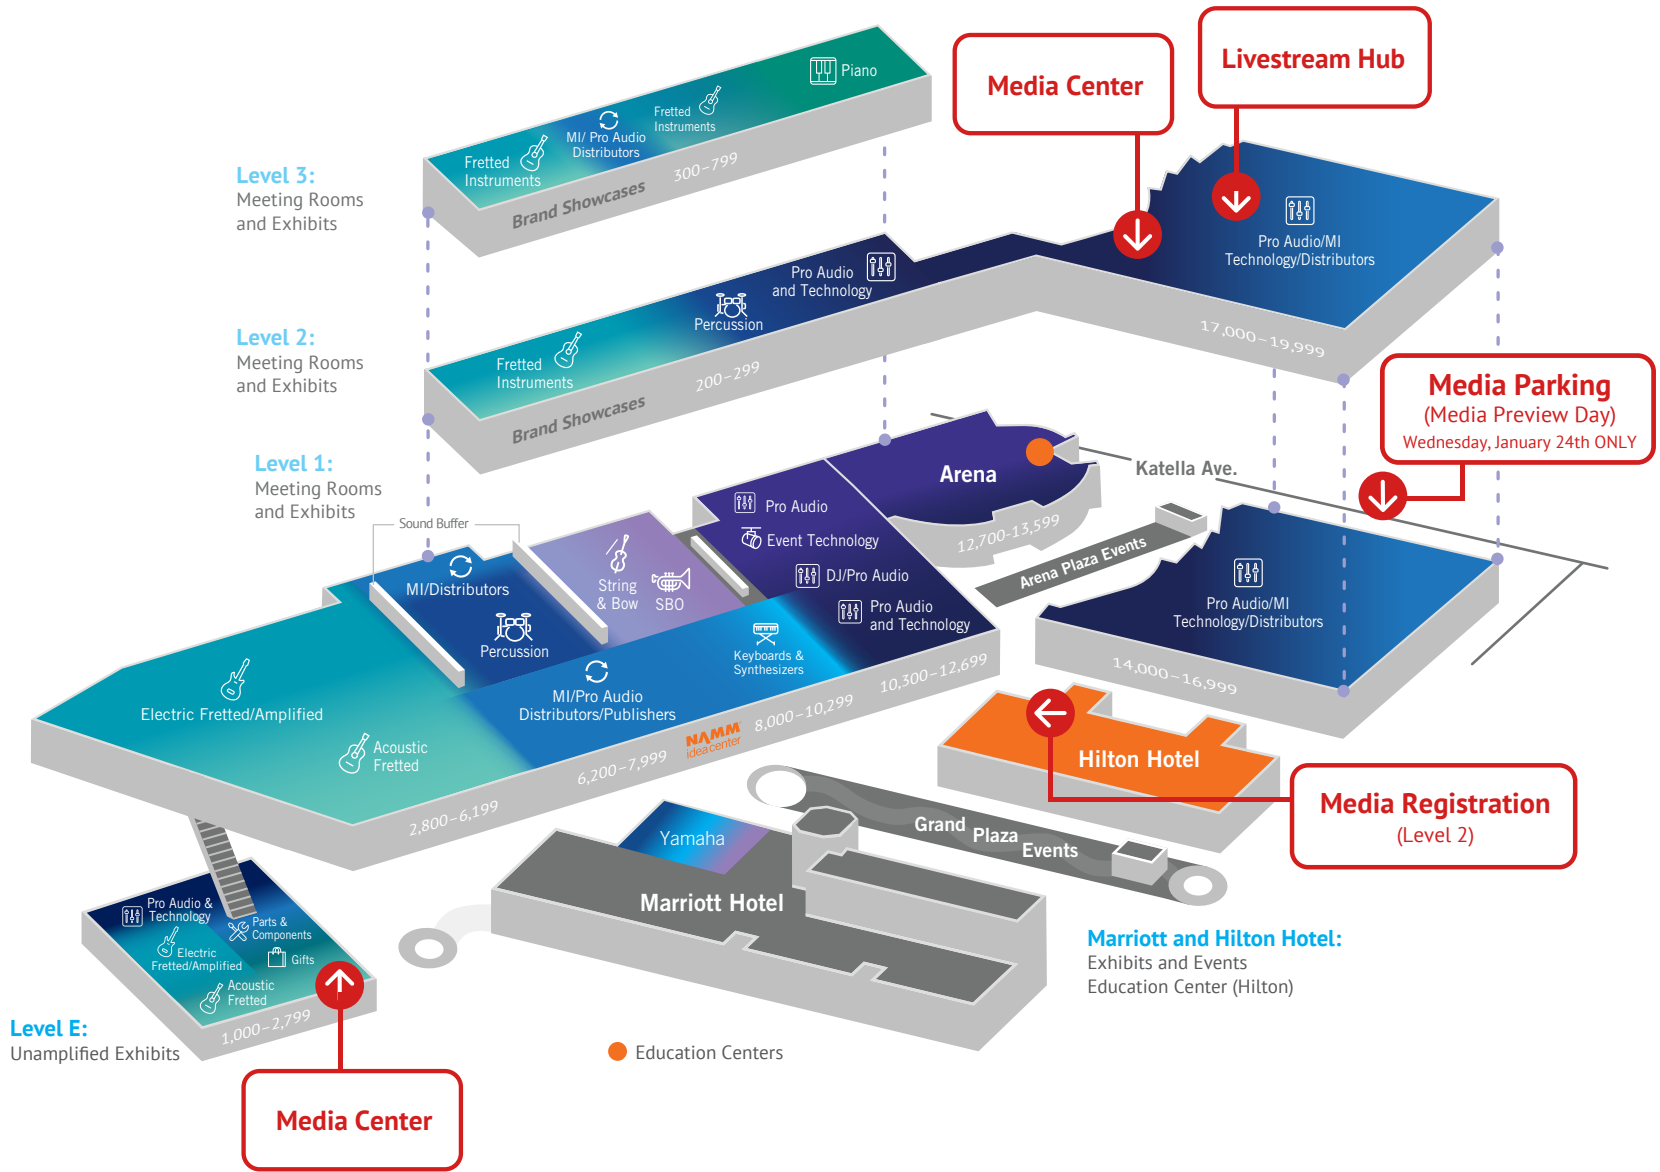 Livestream Hub
Media Center
Piano
Fretted
Instruments
MI/ Pro Audio
Distributors
Fretted
Instruments
300–799
Brand Showcases
Level 3:
Meeting Rooms
and Exhibits
Pro Audio/MI
Technology/Distributors
Pro Audio
and Technology
Percussion
Fretted
Instruments
17,000–19,999
200–299
Brand Showcases
Level 2:
Meeting Rooms
and Exhibits
Media Parking
(Media Preview Day)
Wednesday, January 24th ONLY
Level 1:
Meeting Rooms
and Exhibits
Sound Buffer
Katella Ave.
Arena
12,700-13,599
Arena Plaza Events
Pro Audio
Event Technology
DJ/Pro Audio
Pro Audio
and Technology
String
& Bow
SBO
MI/Distributors
Percussion
Keyboards &
Synthesizers
MI/Pro Audio
Distributors/Publishers
Electric Fretted/Amplified
Acoustic
Fretted
Pro Audio/MI
Technology/Distributors
14,000–16,999
10,300–12,699
8,000–10,299
NAMM
idea center
6,200–7,999
2,800–6,199
Hilton Hotel
Media Registration
(Level 2)
Grand Plaza Events
Yamaha
Marriott Hotel
Marriott and Hilton Hotel:
Exhibits and Events
Education Center (Hilton)
Pro Audio &
Technology
Parts &
Components
Electric
Fretted/Amplified
Gifts
Acoustic
Fretted
1,000–2,799
Level E:
Unamplified Exhibits
Education Centers
Media Center